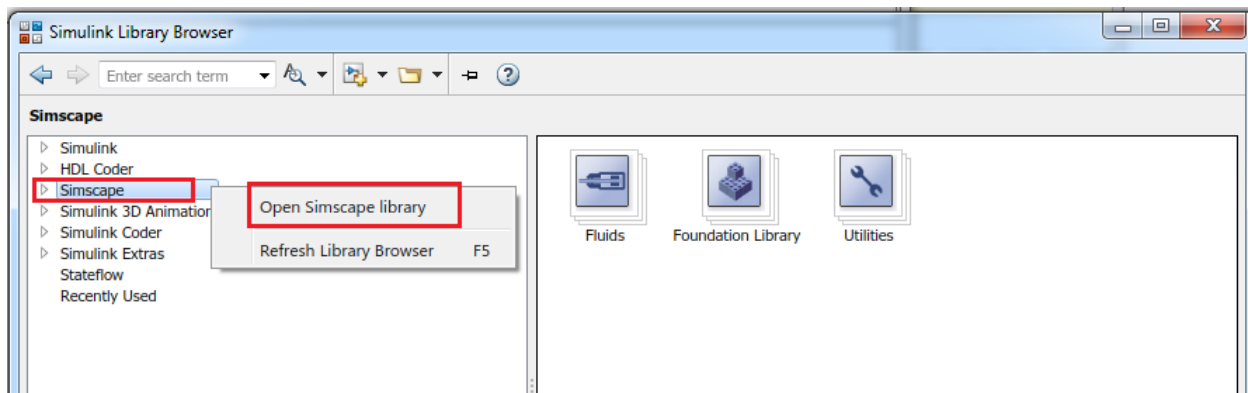 Simulink Library Browser
Enter search term
Simscape
Simulink
HDL Coder
Simscape
Simulink 3D Animation
Simulink Coder
Simulink Extras
Stateflow
Recently Used
Open Simscape library
Refresh Library Browser F5
Fluids
Foundation Library
Utilities